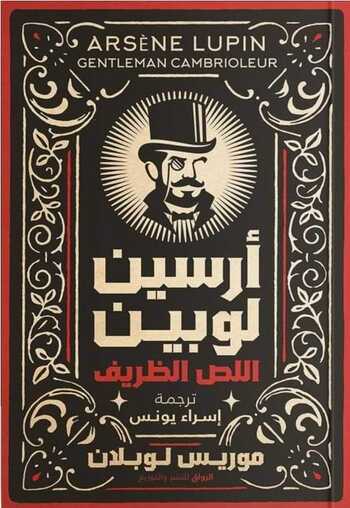 ARSÈNE LUPIN
GENTLEMAN CAMBRIOLEUR
أرسين
لوبين
اللص الظريف
ترجمة
إسراء يونس
موريس لوبلان
الرواق للنشر والتوزيع